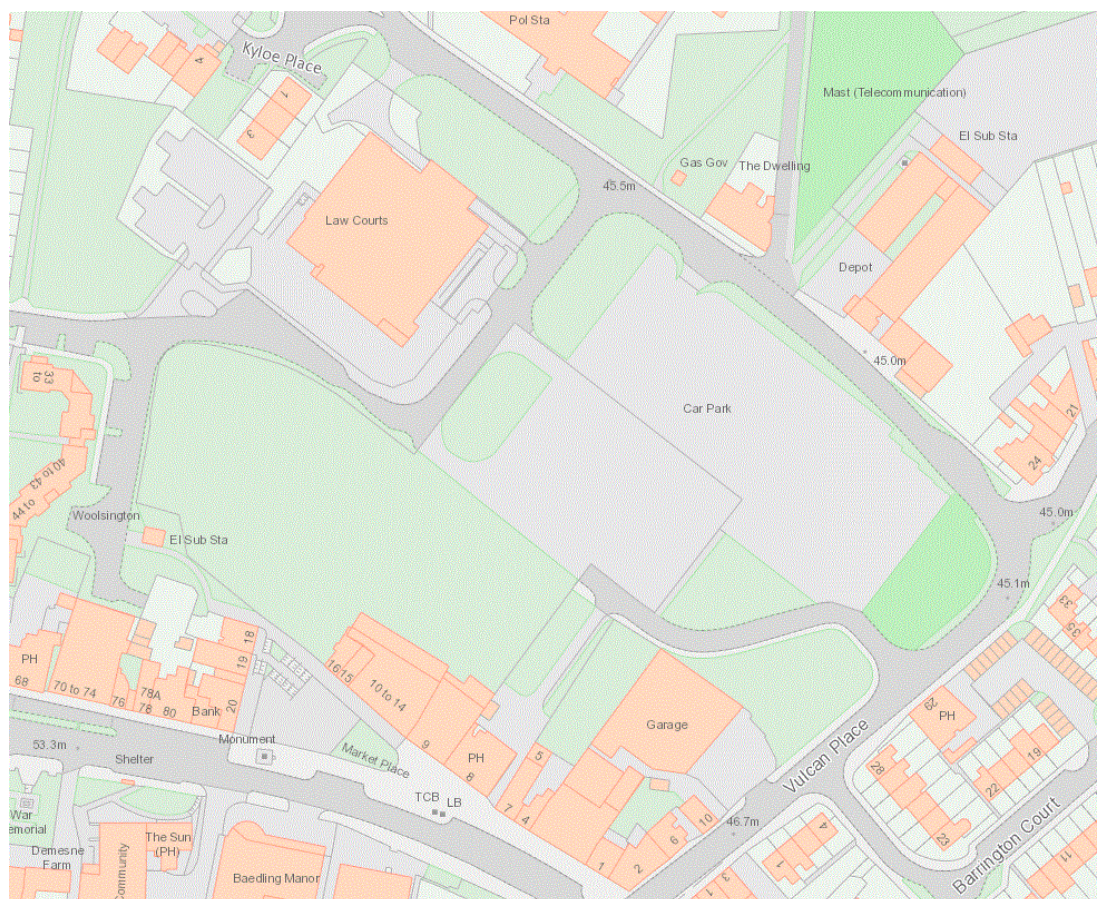 Pol Sta
Kyloe Place
4
1
3
Mast (Telecommunication)
El Sub Sta
Gas Gov
The Dwelling
45.5m
Law Courts
Depot
45.0m
33
to
Car Park
21
24
40 to 43
44 to
Woolsington
El Sub Sta
45.0m
45.1m
33
35
18
19
20
PH
68
70 to 74
76
78A
78
80
Bank
16
15
10 to 14
9
PH
8
5
7
4
Garage
29
PH
Vulcan Place
28
19
22
23
Barrington Court
11
Monument
Market Place
53.3m
Shelter
TCB
LB
46.7m
10
6
2
1
4
1
3
1
War
emorial
Demesne
Farm
Community
The Sun
(PH)
Baedling Manor